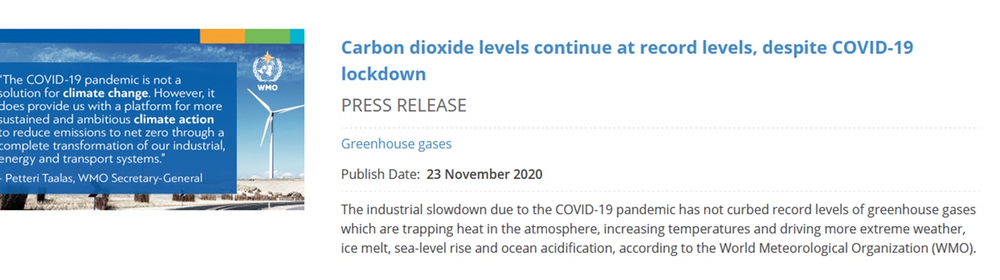 "The COVID-19 pandemic is not a
solution for climate change. However, it
does provide us with a platform for more
sustained and ambitious climate action
to reduce emissions to net zero through a
complete transformation of our industrial,
energy and transport systems."
- Petteri Taalas, WMO Secretary-General
WMO
Carbon dioxide levels continue at record levels, despite COVID-19
lockdown
PRESS RELEASE
Greenhouse gases
Publish Date: 23 November 2020
The industrial slowdown due to the COVID-19 pandemic has not curbed record levels of greenhouse gases
which are trapping heat in the atmosphere, increasing temperatures and driving more extreme weather,
ice melt, sea-level rise and ocean acidification, according to the World Meteorological Organization (WMO).